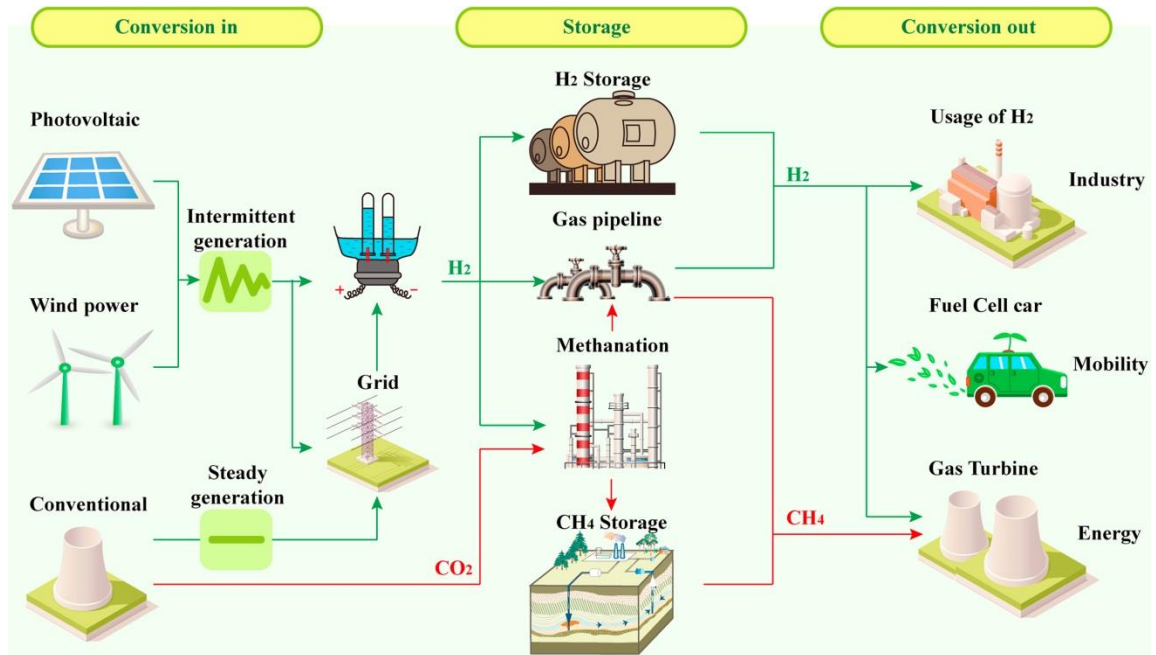 Conversion in
Storage
Conversion out
Photovoltaic
Intermittent
generation
Wind power
Grid
Steady
generation
Conventional
+
−
H2
CO2
H2 Storage
Gas pipeline
Methanation
CH4 Storage
H2
CH4
Usage of H2
Industry
Fuel Cell car
Mobility
Gas Turbine
Energy